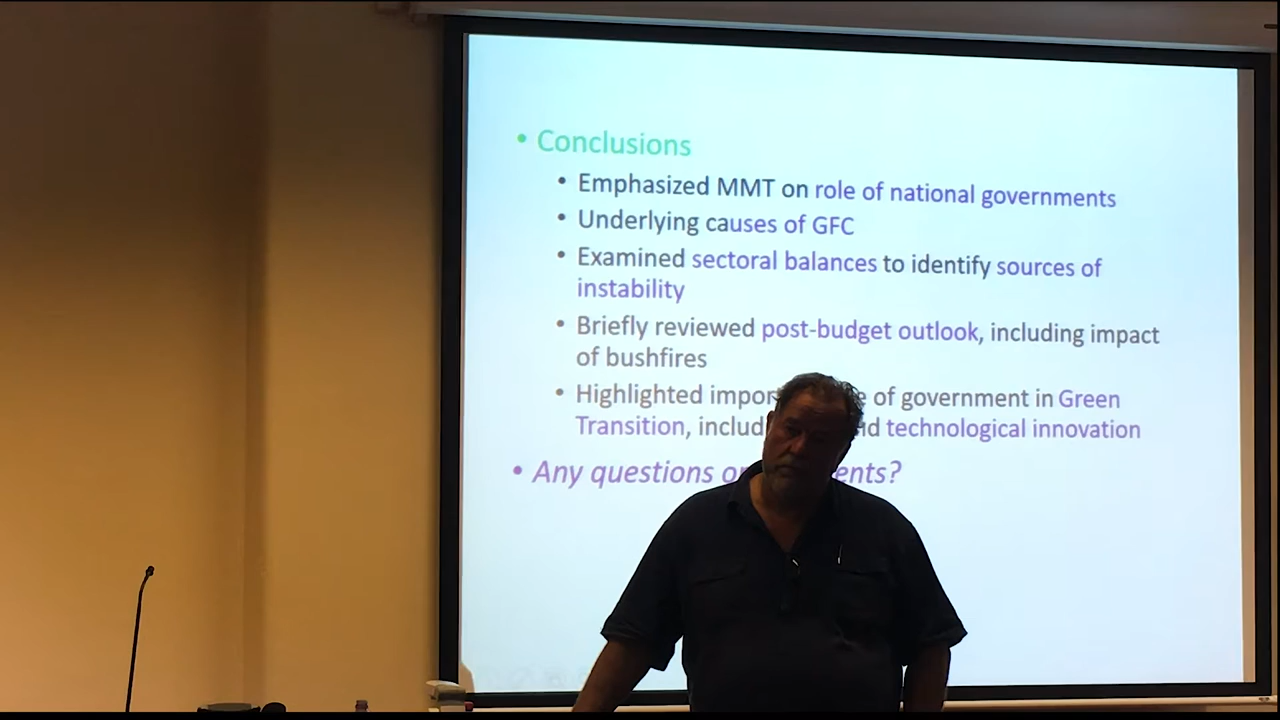 • Conclusions
• Emphasized MMT on role of national governments
• Underlying causes of GFC
• Examined sectoral balances to identify sources of
instability
• Briefly reviewed post-budget outlook, including impact
of bushfires
• Highlighted of government in Green
Transition, technological innovation
• Any questions